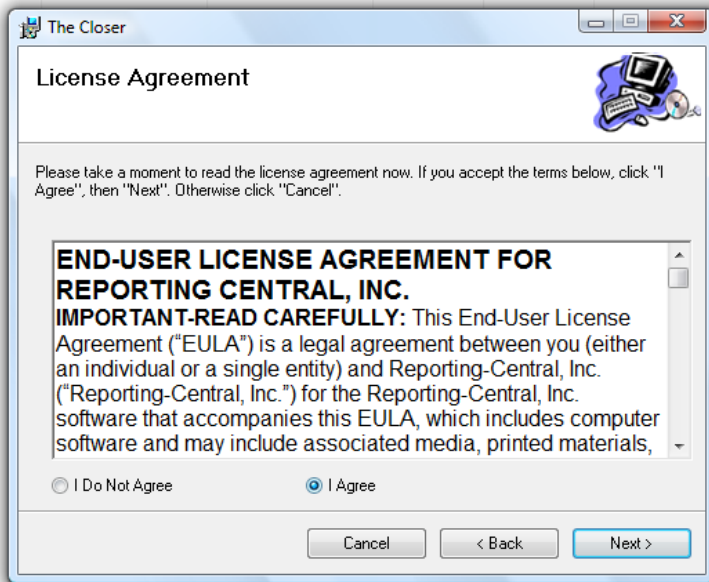 The Closer
License Agreement
Please take a moment to read the license agreement now. If you accept the terms below, click "I
Agree", then "Next". Otherwise click "Cancel".
END-USER LICENSE AGREEMENT FOR
REPORTING CENTRAL, INC.
IMPORTANT-READ CAREFULLY: This End-User License
Agreement (“EULA”) is a legal agreement between you (either
an individual or a single entity) and Reporting-Central, Inc.
(“Reporting-Central, Inc.”) for the Reporting-Central, Inc.
software that accompanies this EULA, which includes computer
software and may include associated media, printed materials,
I Do Not Agree
I Agree
Cancel
< Back
Next >